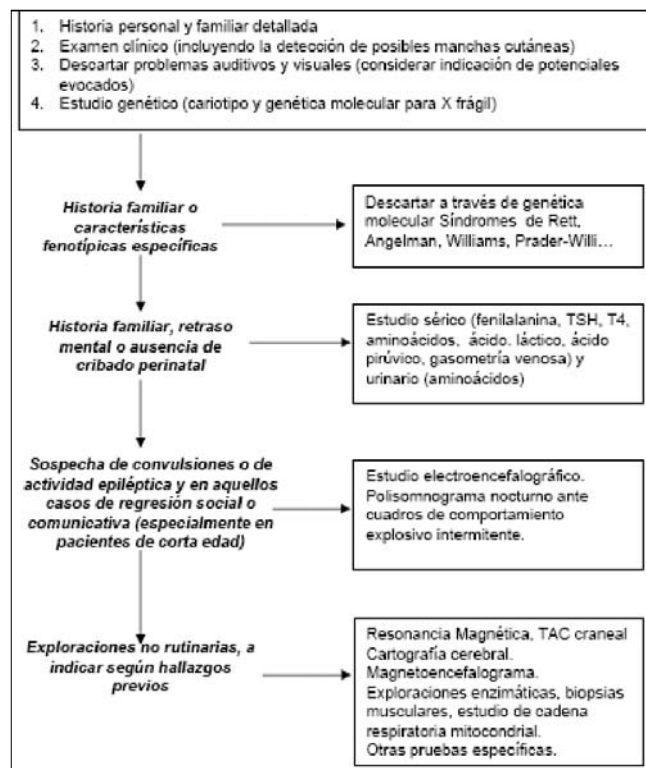 1. Historia personal y familiar detallada
2. Examen clínico (incluyendo la detección de posibles manchas cutáneas)
3. Descartar problemas auditivos y visuales (considerar indicación de potenciales
evocados)
4. Estudio genético (cariotipo y genética molecular para X frágil)
Historia familiar o
características
fenotípicas específicas
Descartar a través de genética
molecular Síndromes de Rett,
Angelman, Williams, Prader-Willi...
Historia familiar, retraso
mental o ausencia de
cribado perinatal
Estudio sérico (fenilalanina, TSH, T4,
aminoácidos, ácido. láctico, ácido
pirúvico, gasometría venosa) y
urinario (aminoácidos)
Sospecha de convulsiones o de
actividad epiléptica y en aquellos
casos de regresión social o
comunicativa (especialmente en
pacientes de corta edad)
Estudio electroencefalográfico.
Polisomnograma nocturno ante
cuadros de comportamiento
explosivo intermitente.
Exploraciones no rutinarias, a
indicar según hallazgos
previos
Resonancia Magnética, TAC craneal
Cartografía cerebral.
Magnetoencefalograma.
Exploraciones enzimáticas, biopsias
musculares, estudio de cadena
respiratoria mitocondrial.
Otras pruebas específicas.